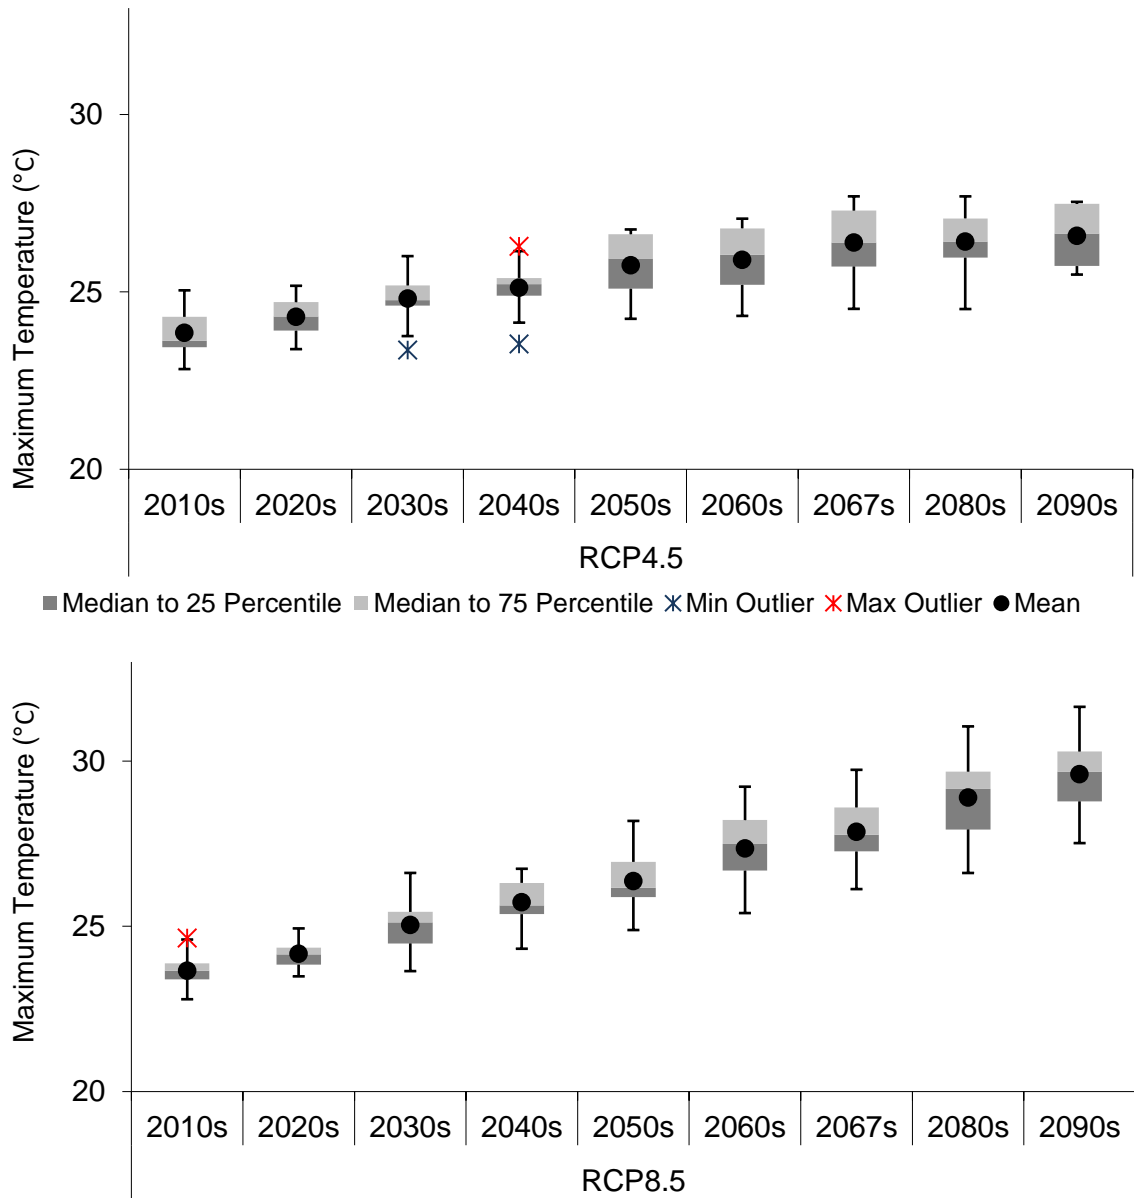 Maximum Temperature (°C)
30
25
20
2010s 2020s 2030s 2040s 2050s 2060s 2067s 2080s 2090s
RCP4.5
Median to 25 Percentile Median to 75 Percentile Min Outlier Max Outlier Mean
Maximum Temperature (°C)
30
25
20
2010s 2020s 2030s 2040s 2050s 2060s 2067s 2080s 2090s
RCP8.5